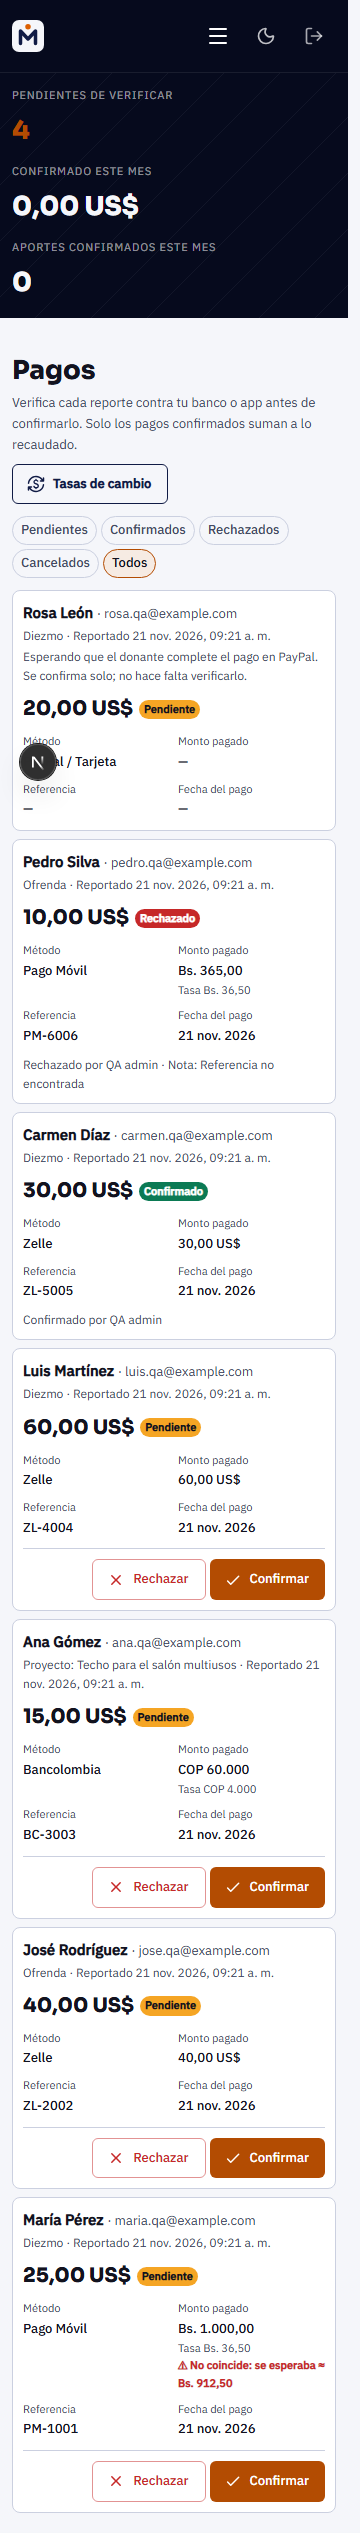 M
PENDIENTES DE VERIFICAR
4
CONFIRMADO ESTE MES
0,00 US$
APORTES CONFIRMADOS ESTE MES
0
Pagos
Verifica cada reporte contra tu banco o app antes de
confirmarlo. Solo los pagos confirmados suman a lo
recaudado.
Tasas de cambio
Pendientes Confirmados Rechazados
Cancelados Todos
Rosa León · rosa.qa@example.com
Diezmo · Reportado 21 nov. 2026, 09:21 a. m.
Esperando que el donante complete el pago en PayPal.
Se confirma solo; no hace falta verificarlo.
20,00 US$ Pendiente
Método Monto pagado
N al / Tarjeta —
Referencia Fecha del pago
— —
Pedro Silva · pedro.qa@example.com
Ofrenda · Reportado 21 nov. 2026, 09:21 a. m.
10,00 US$ Rechazado
Método Monto pagado
Pago Móvil Bs. 365,00
Tasa Bs. 36,50
Referencia Fecha del pago
PM-6006 21 nov. 2026
Rechazado por QA admin · Nota: Referencia no
encontrada
Carmen Díaz · carmen.qa@example.com
Diezmo · Reportado 21 nov. 2026, 09:21 a. m.
30,00 US$ Confirmado
Método Monto pagado
Zelle 30,00 US$
Referencia Fecha del pago
ZL-5005 21 nov. 2026
Confirmado por QA admin
Luis Martínez · luis.qa@example.com
Diezmo · Reportado 21 nov. 2026, 09:21 a. m.
60,00 US$ Pendiente
Método Monto pagado
Zelle 60,00 US$
Referencia Fecha del pago
ZL-4004 21 nov. 2026
Rechazar Confirmar
Ana Gómez · ana.qa@example.com
Proyecto: Techo para el salón multiusos · Reportado 21
nov. 2026, 09:21 a. m.
15,00 US$ Pendiente
Método Monto pagado
Bancolombia COP 60.000
Tasa COP 4.000
Referencia Fecha del pago
BC-3003 21 nov. 2026
Rechazar Confirmar
José Rodríguez · jose.qa@example.com
Ofrenda · Reportado 21 nov. 2026, 09:21 a. m.
40,00 US$ Pendiente
Método Monto pagado
Zelle 40,00 US$
Referencia Fecha del pago
ZL-2002 21 nov. 2026
Rechazar Confirmar
María Pérez · maria.qa@example.com
Diezmo · Reportado 21 nov. 2026, 09:21 a. m.
25,00 US$ Pendiente
Método Monto pagado
Pago Móvil Bs. 1.000,00
Tasa Bs. 36,50
⚠ No coincide: se esperaba ≈
Bs. 912,50
Referencia Fecha del pago
PM-1001 21 nov. 2026
Rechazar Confirmar